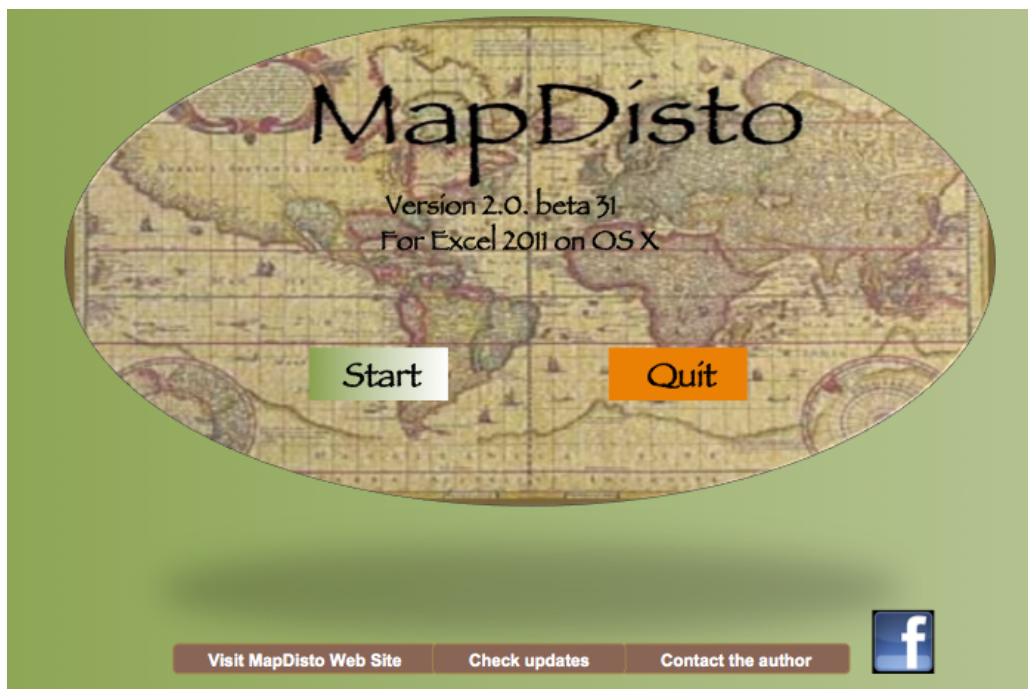 MapDisto
Version 2.0. beta 31
For Excel 2011 on OS X
Start Quit
Visit MapDisto Web Site Check updates Contact the author
f